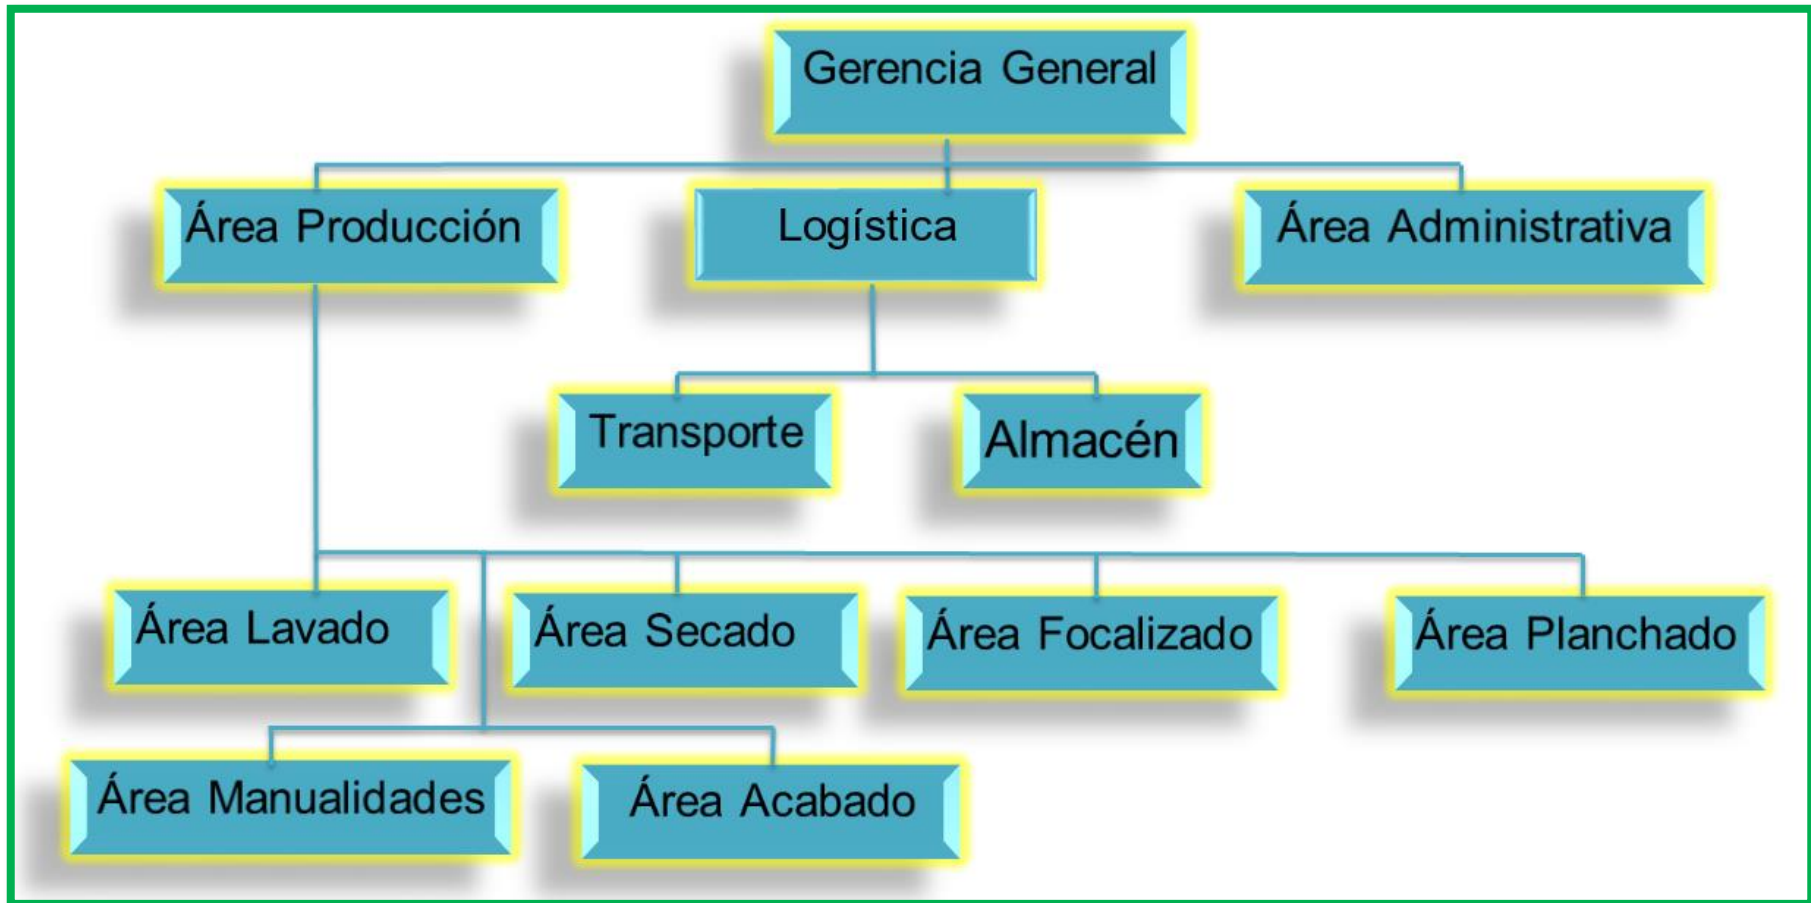 Gerencia General
Área Producción
Logística
Área Administrativa
Transporte
Almacén
Área Lavado
Área Secado
Área Focalizado
Área Planchado
Área Manualidades
Área Acabado